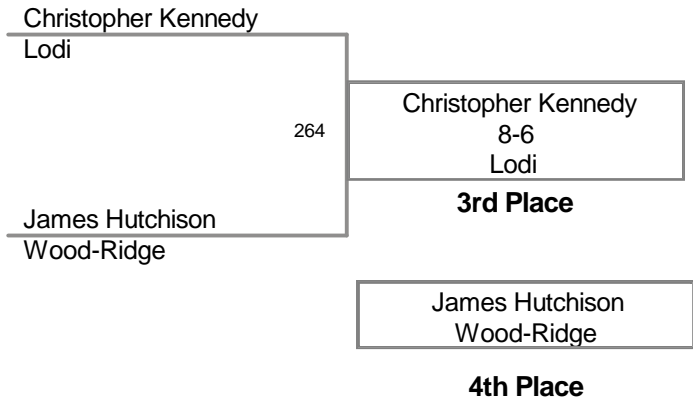 Christopher Kennedy
Lodi
264
Christopher Kennedy
8-6
Lodi
3rd Place
James Hutchison
Wood-Ridge
James Hutchison
Wood-Ridge
4th Place